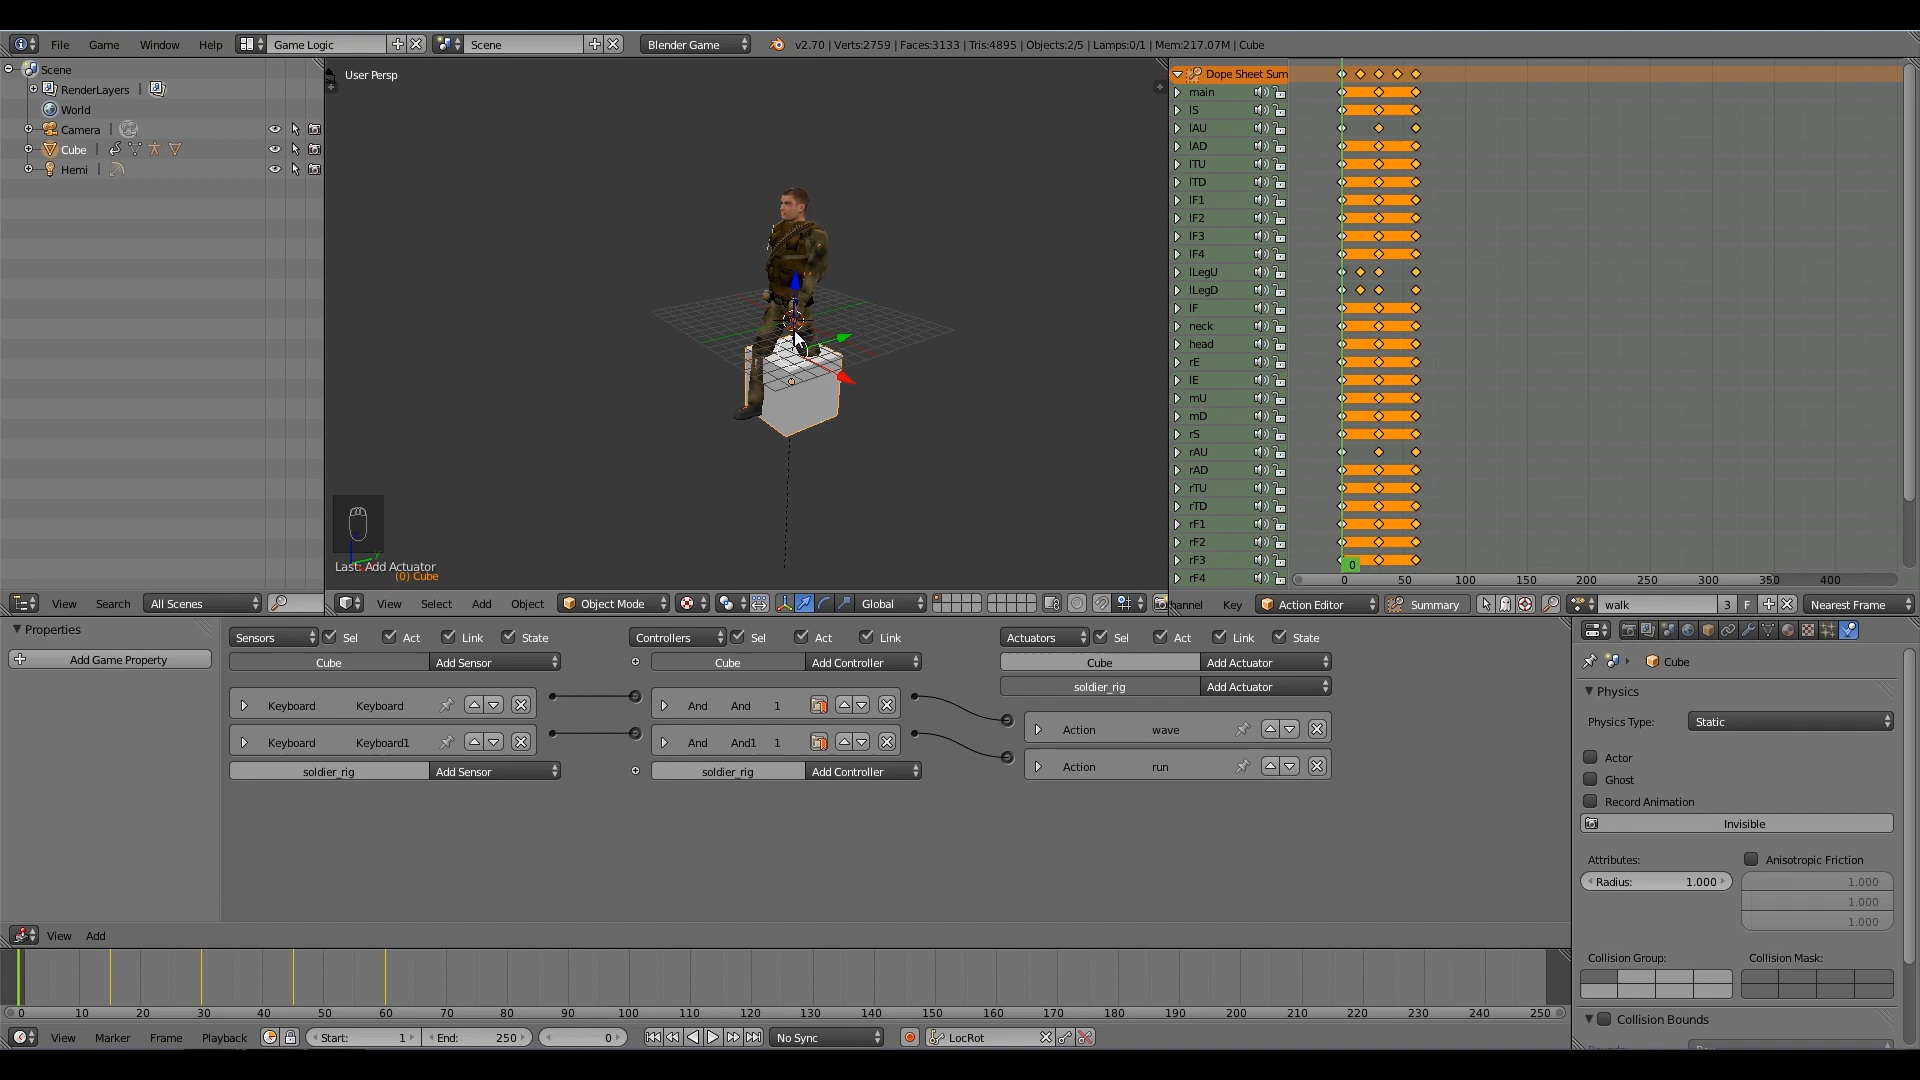 File Game Window Help Game Logic Scene Blender Game v2.70 | Verts:2759 | Faces:3133 | Tris:4895 | Objects:2/5 | Lamps:0/1 | Mem:217.07M | Cube
Scene
RenderLayers |
World
Camera |
Cube |
Hemi |
User Persp
Last: Add Actuator
(0) Cube
Dope Sheet Sum
main
lS
lAU
lAD
lTU
lTD
lF1
lF2
lF3
lF4
lLegU
lLegD
lF
neck
head
rE
lE
mU
mD
rS
rAU
rAD
rTU
rTD
rF1
rF2
rF3
rF4
0
0 50 100 150 200 250 300 350 400
View Search All Scenes
View Select Add Object Object Mode Global
hannel Key Action Editor Summary walk 3 F Nearest Frame
Properties
Add Game Property
Sensors Sel Act Link State
Cube Add Sensor
Keyboard Keyboard
Keyboard Keyboard1
soldier_rig Add Sensor
Controllers Sel Act Link
Cube Add Controller
And And 1
And And1 1
soldier_rig Add Controller
Actuators Sel Act Link State
Cube Add Actuator
soldier_rig Add Actuator
Action wave
Action run
Cube
Physics
Physics Type: Static
Actor
Ghost
Record Animation
Invisible
Attributes: Anisotropic Friction
Radius: 1.000 1.000
1.000
1.000
Collision Group: Collision Mask:
Collision Bounds
View Add
0 10 20 30 40 50 60 70 80 90 100 110 120 130 140 150 160 170 180 190 200 210 220 230 240 250
View Marker Frame Playback Start: 1 End: 250 0 No Sync LocRot